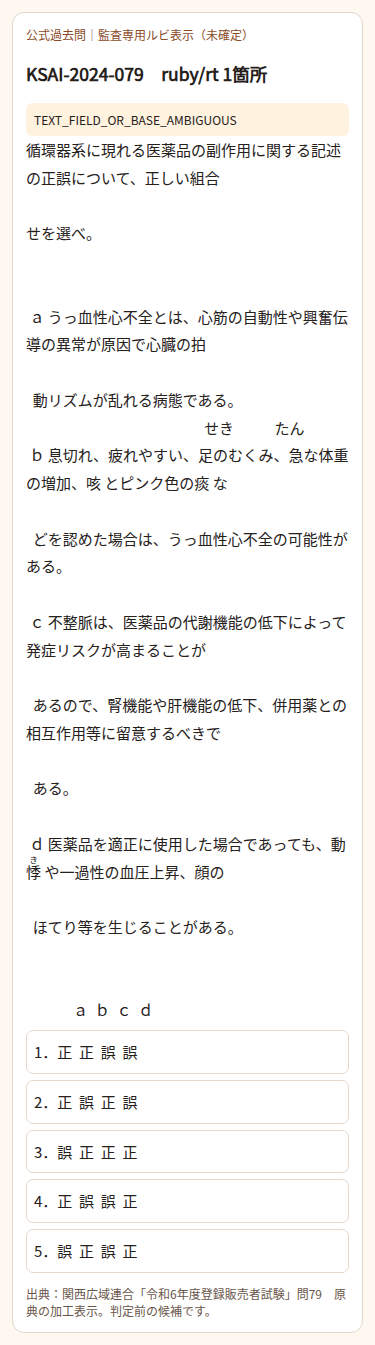 公式過去問｜監査専用ルビ表示（未確定）
KSAI-2024-079　ruby/rt 1箇所
TEXT_FIELD_OR_BASE_AMBIGUOUS
循環器系に現れる医薬品の副作用に関する記述
の正誤について、正しい組合
せを選べ。
ａ うっ血性心不全とは、心筋の自動性や興奮伝
導の異常が原因で心臓の拍
動リズムが乱れる病態である。
せき　　　たん
ｂ 息切れ、疲れやすい、足のむくみ、急な体重
の増加、咳 とピンク色の痰 な
どを認めた場合は、うっ血性心不全の可能性が
ある。
ｃ 不整脈は、医薬品の代謝機能の低下によって
発症リスクが高まることが
あるので、腎機能や肝機能の低下、併用薬との
相互作用等に留意するべきで
ある。
ｄ 医薬品を適正に使用した場合であっても、動
き
悸 や一過性の血圧上昇、顔の
ほてり等を生じることがある。
ａ ｂ ｃ ｄ
1. 正 正 誤 誤
2. 正 誤 正 誤
3. 誤 正 正 正
4. 正 誤 誤 正
5. 誤 正 誤 正
出典：関西広域連合「令和6年度登録販売者試験」問79　原
典の加工表示。判定前の候補です。